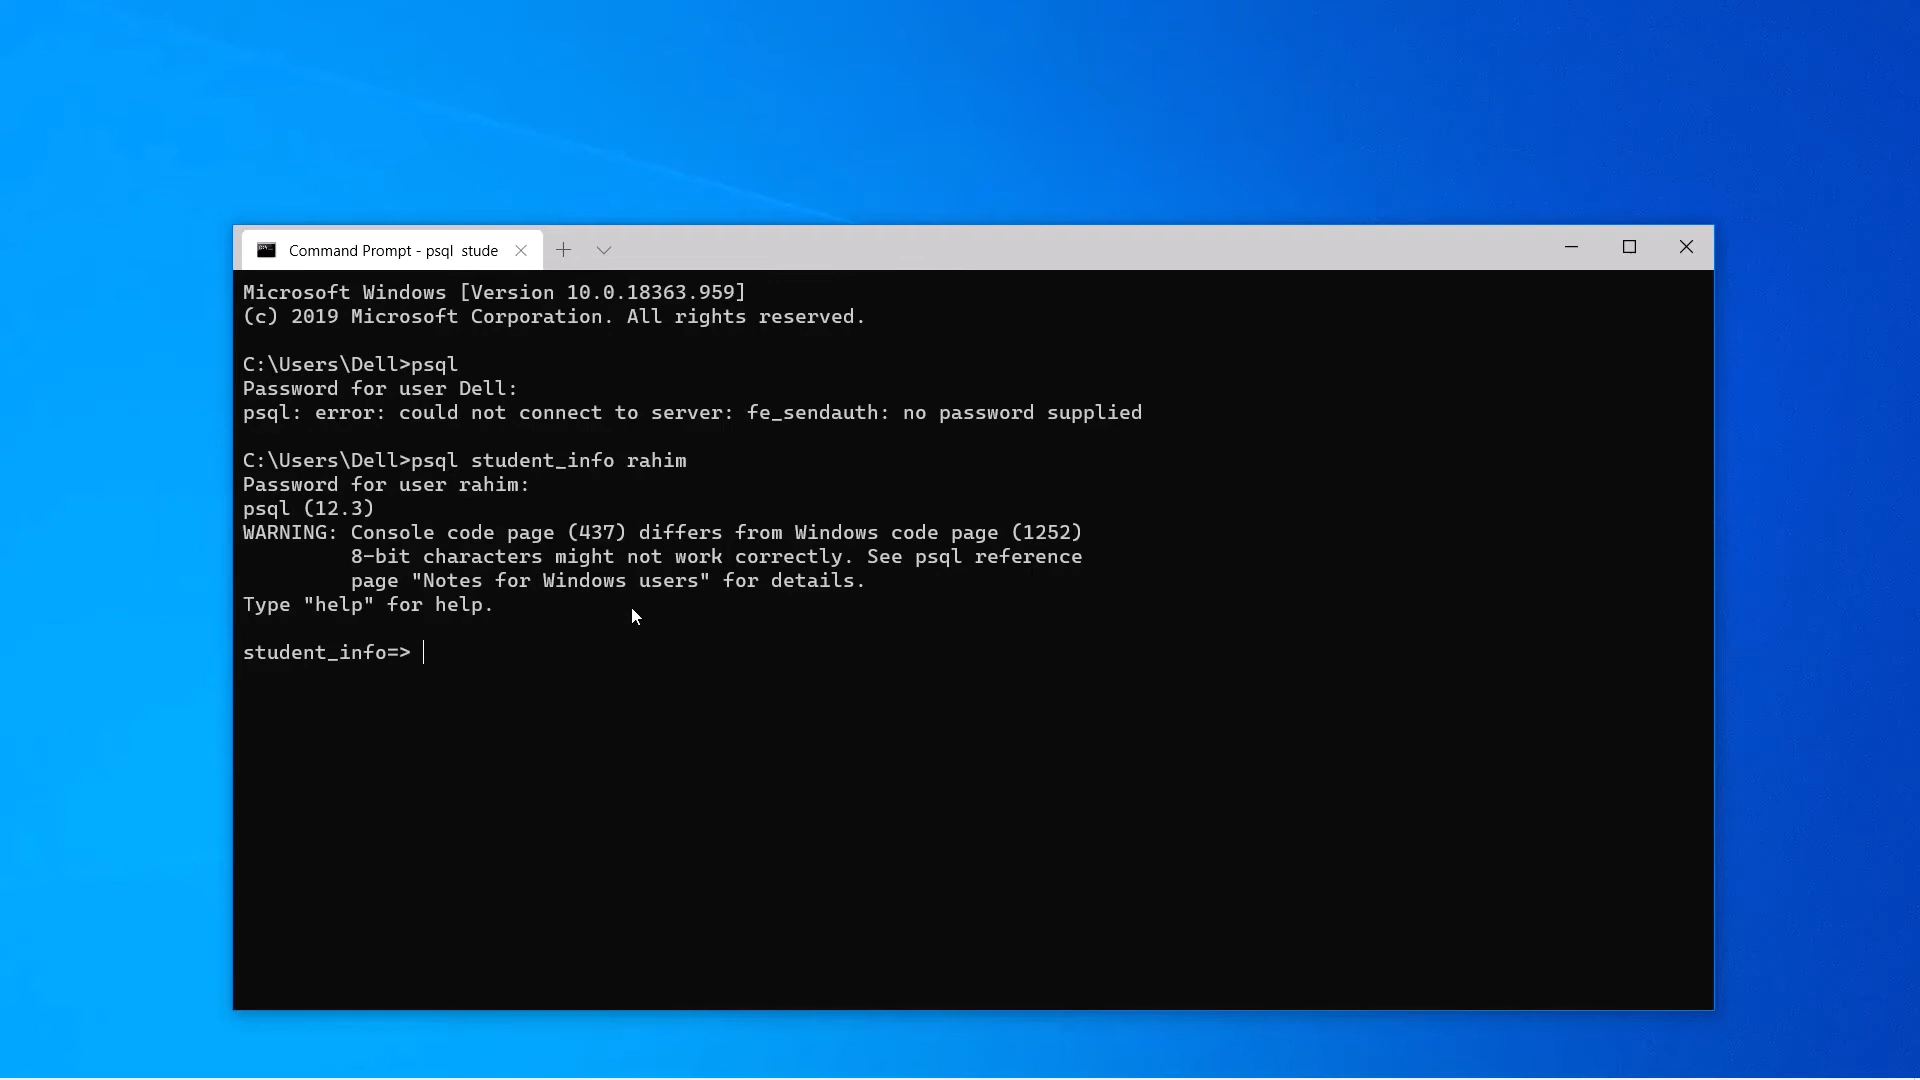 Command Prompt - psql  stude
Microsoft Windows [Version 10.0.18363.959]
(c) 2019 Microsoft Corporation. All rights reserved.
C:\Users\Dell>psql
Password for user Dell:
psql: error: could not connect to server: fe_sendauth: no password supplied
C:\Users\Dell>psql student_info rahim
Password for user rahim:
psql (12.3)
WARNING: Console code page (437) differs from Windows code page (1252)
         8-bit characters might not work correctly. See psql reference
         page "Notes for Windows users" for details.
Type "help" for help.
student_info=>